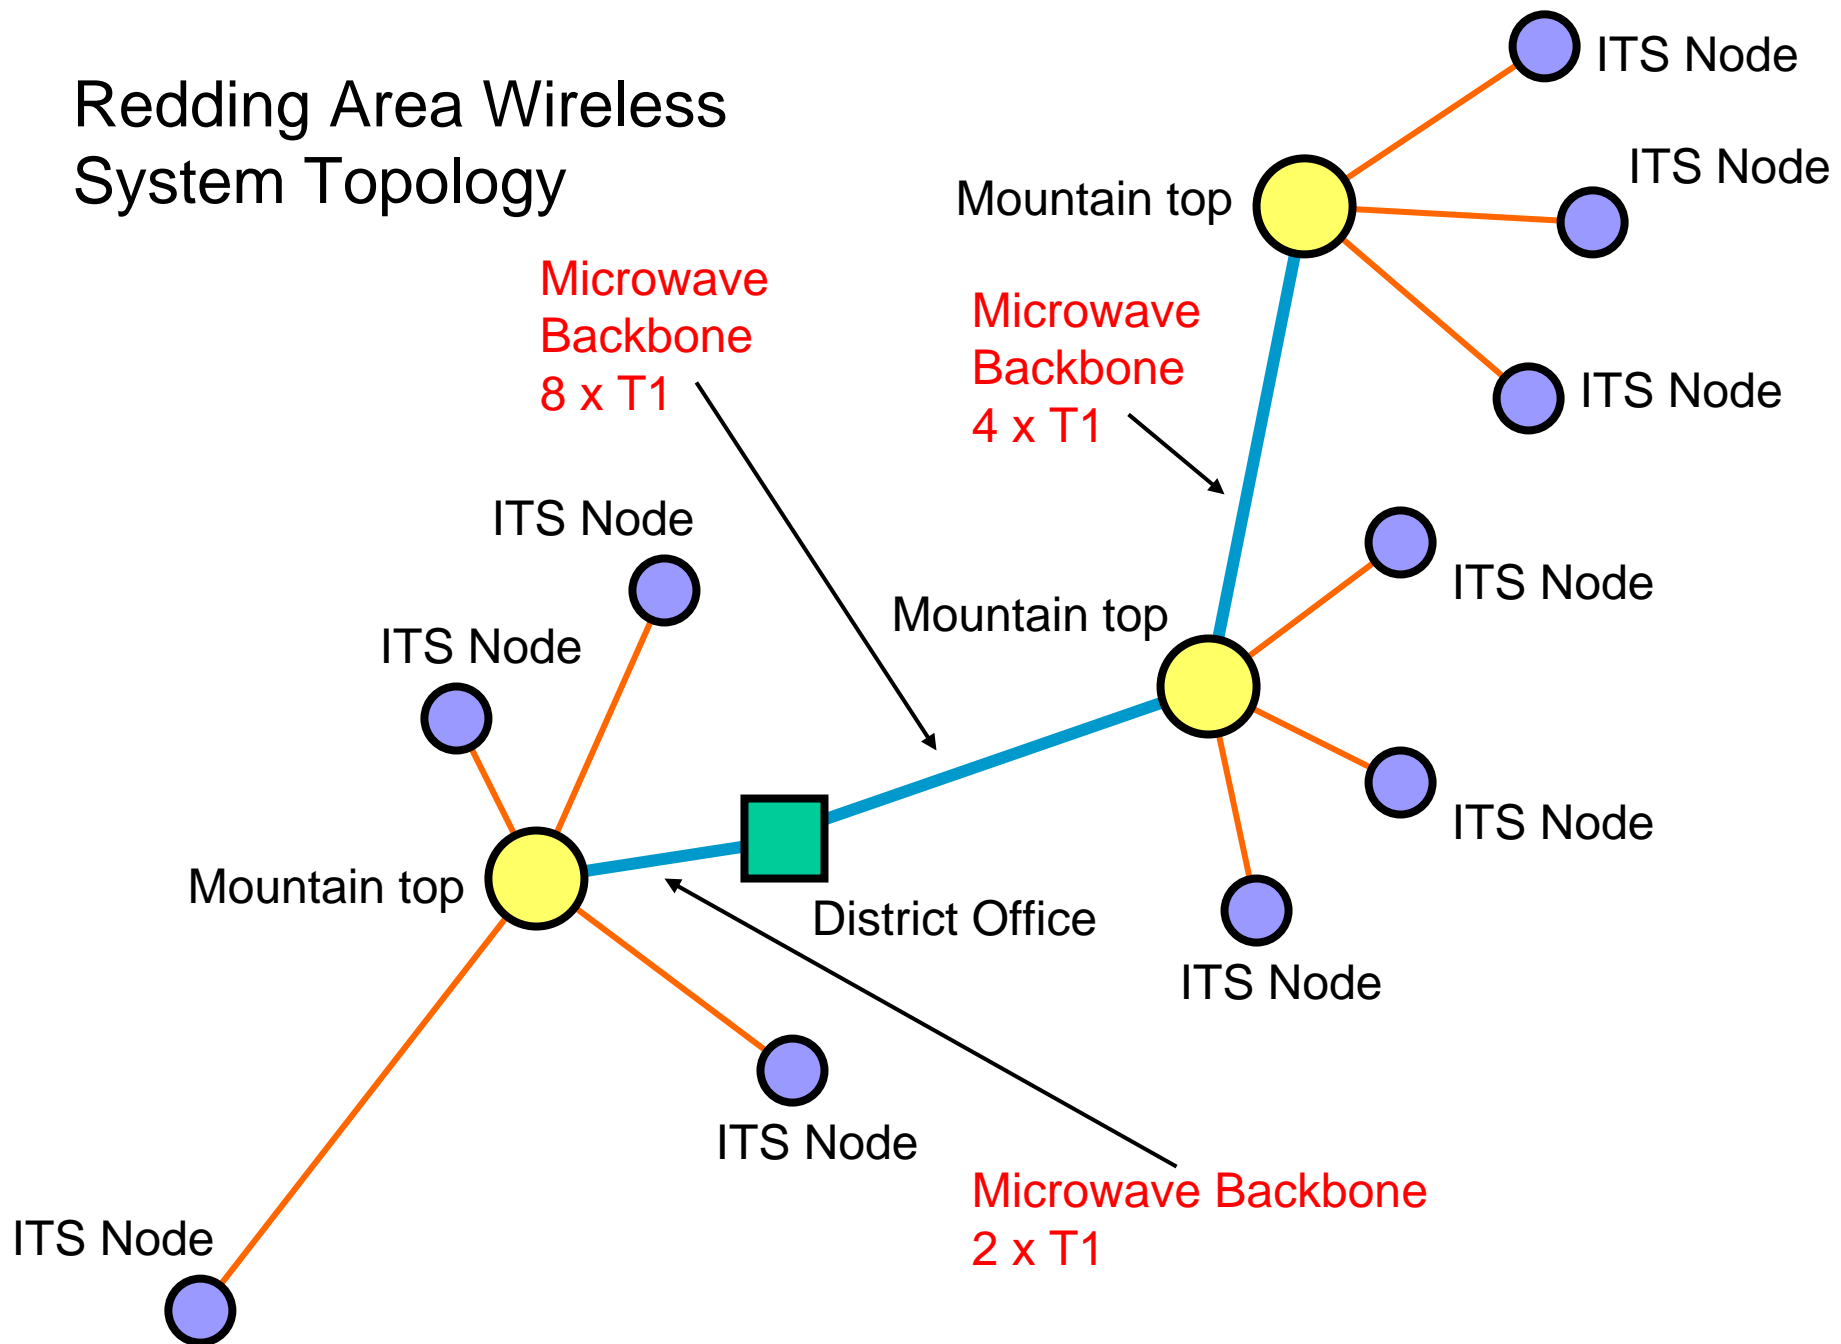 Redding Area Wireless
System Topology
ITS Node
ITS Node
Mountain top
Microwave
Backbone
8 x T1
Microwave
Backbone
4 x T1
ITS Node
ITS Node
ITS Node
Mountain top
ITS Node
ITS Node
Mountain top
District Office
ITS Node
ITS Node
ITS Node
Microwave Backbone
2 x T1
ITS Node